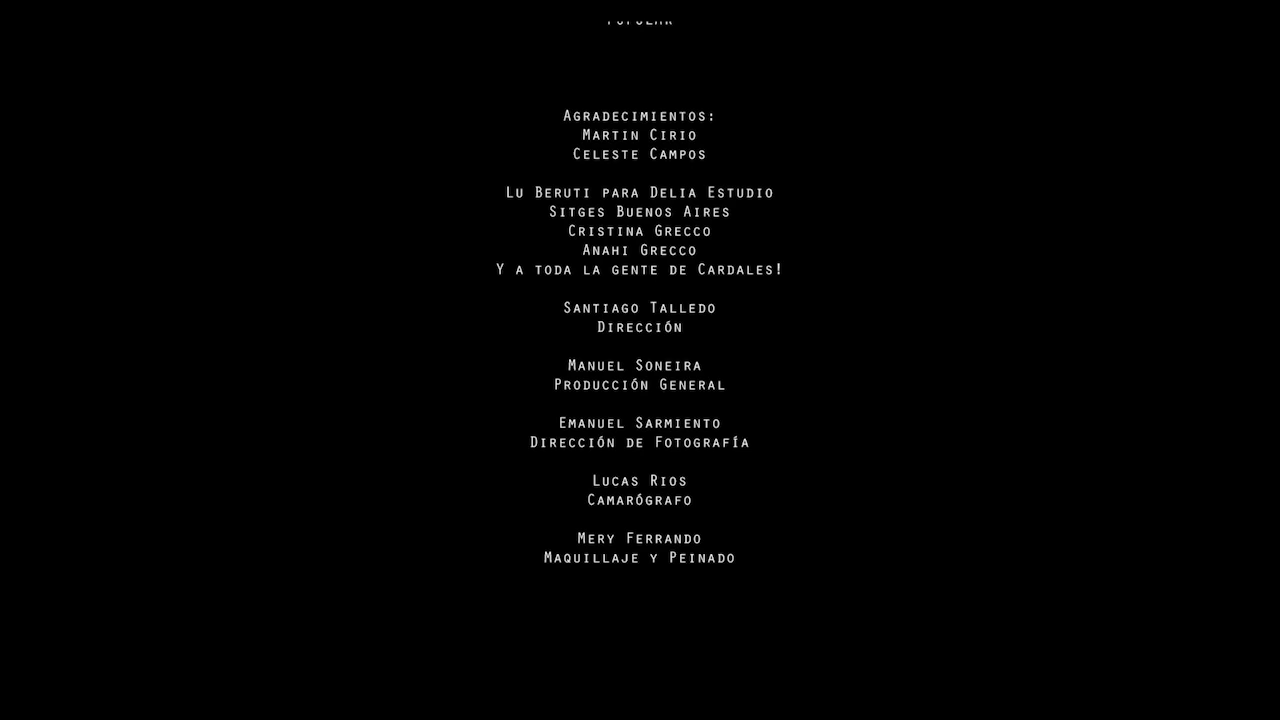 Popular
Agradecimientos:
Martin Cirio
Celeste Campos
Lu Beruti para Delia Estudio
Sitges Buenos Aires
Cristina Grecco
Anahi Grecco
Y a toda la gente de Cardales!
Santiago Talledo
Dirección
Manuel Soneira
Producción General
Emanuel Sarmiento
Dirección de Fotografía
Lucas Rios
Camarógrafo
Mery Ferrando
Maquillaje y Peinado